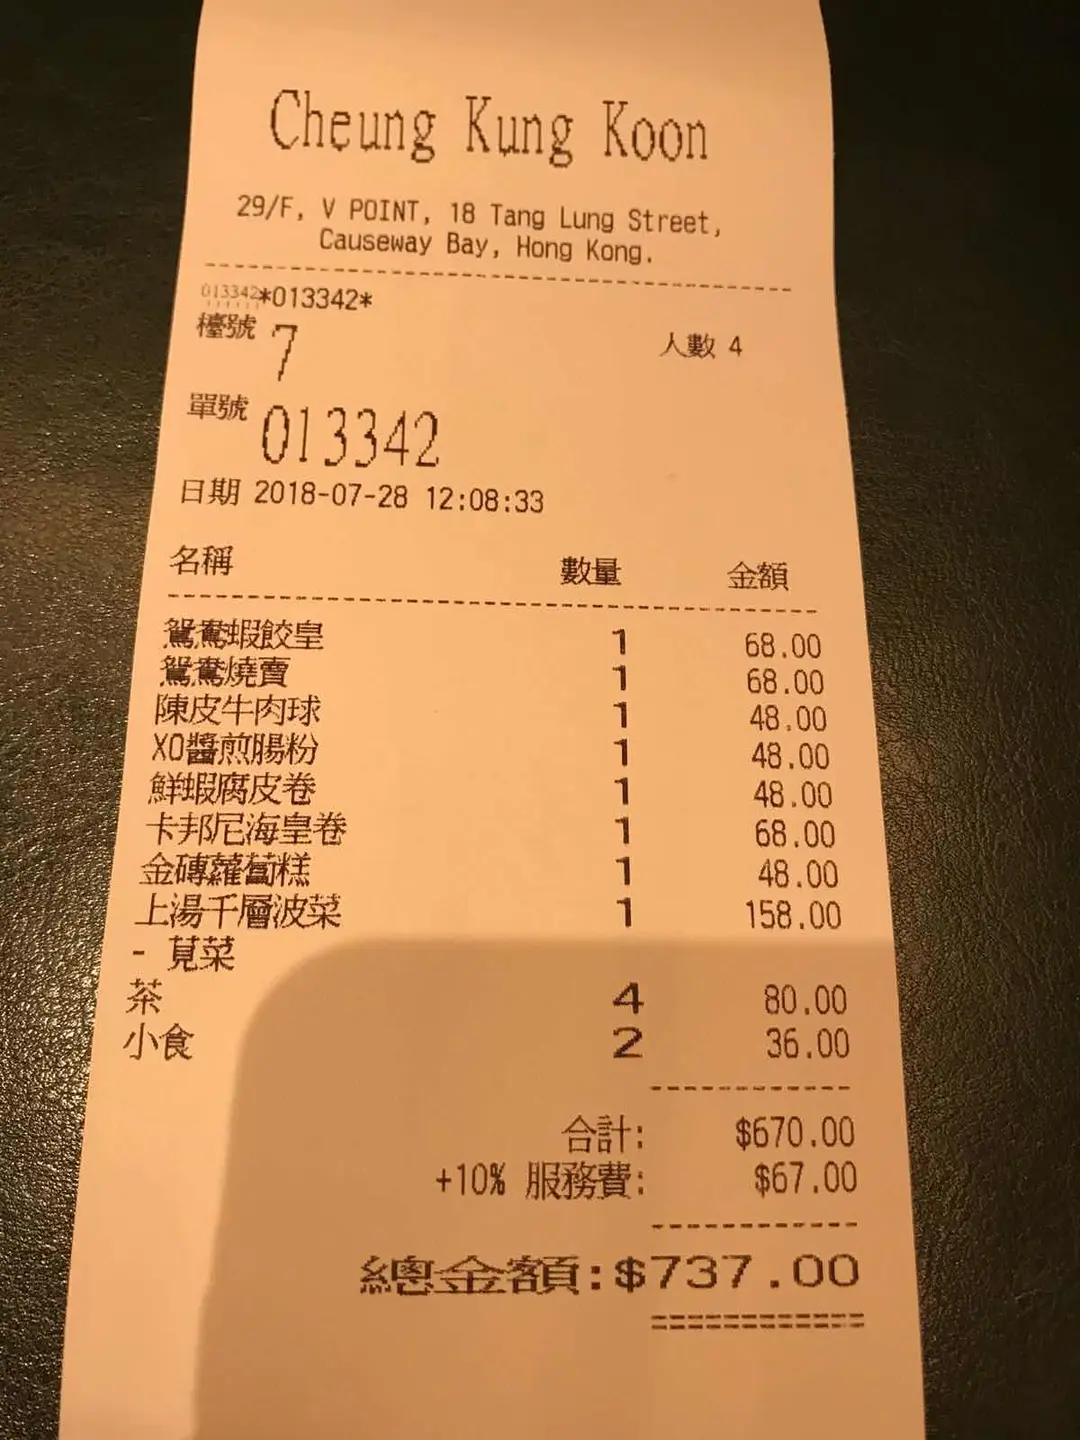 Cheung Kung Koon
29/F, V POINT, 18 Tang Lung Street,
Causeway Bay, Hong Kong.
013342*013342*
檯號 7 人數 4
單號 013342
日期 2018-07-28 12:08:33
名稱 數量 金額
鴛鴦蝦餃皇 1 68.00
鴛鴦燒賣 1 68.00
陳皮牛肉球 1 48.00
XO醬煎腸粉 1 48.00
鮮蝦腐皮卷 1 48.00
卡邦尼海皇卷 1 68.00
金磚蘿蔔糕 1 48.00
上湯千層波菜 1 158.00
- 莧菜
茶 4 80.00
小食 2 36.00
合計: $670.00
+10% 服務費: $67.00
總金額:$737.00